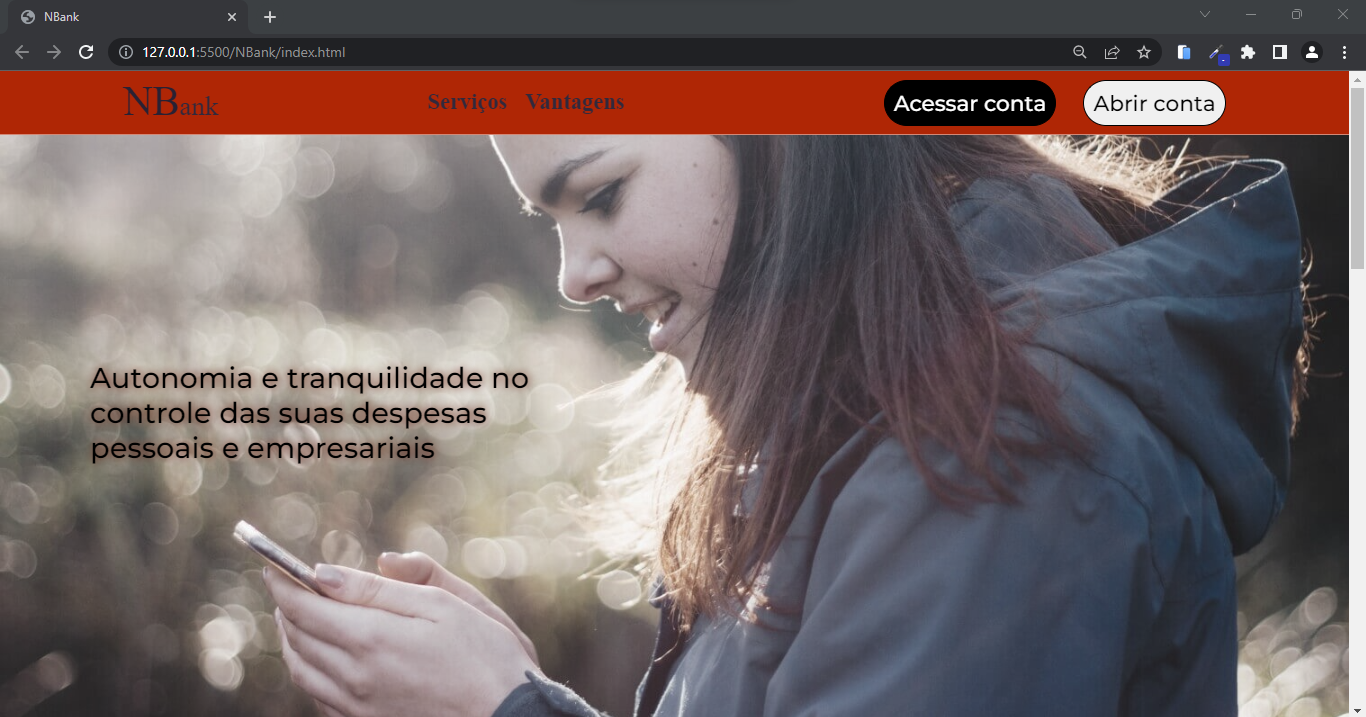 NBank
127.0.0.1:5500/NBank/index.html
NBank
Serviços Vantagens
Acessar conta
Abrir conta
Autonomia e tranquilidade no
controle das suas despesas
pessoais e empresariais